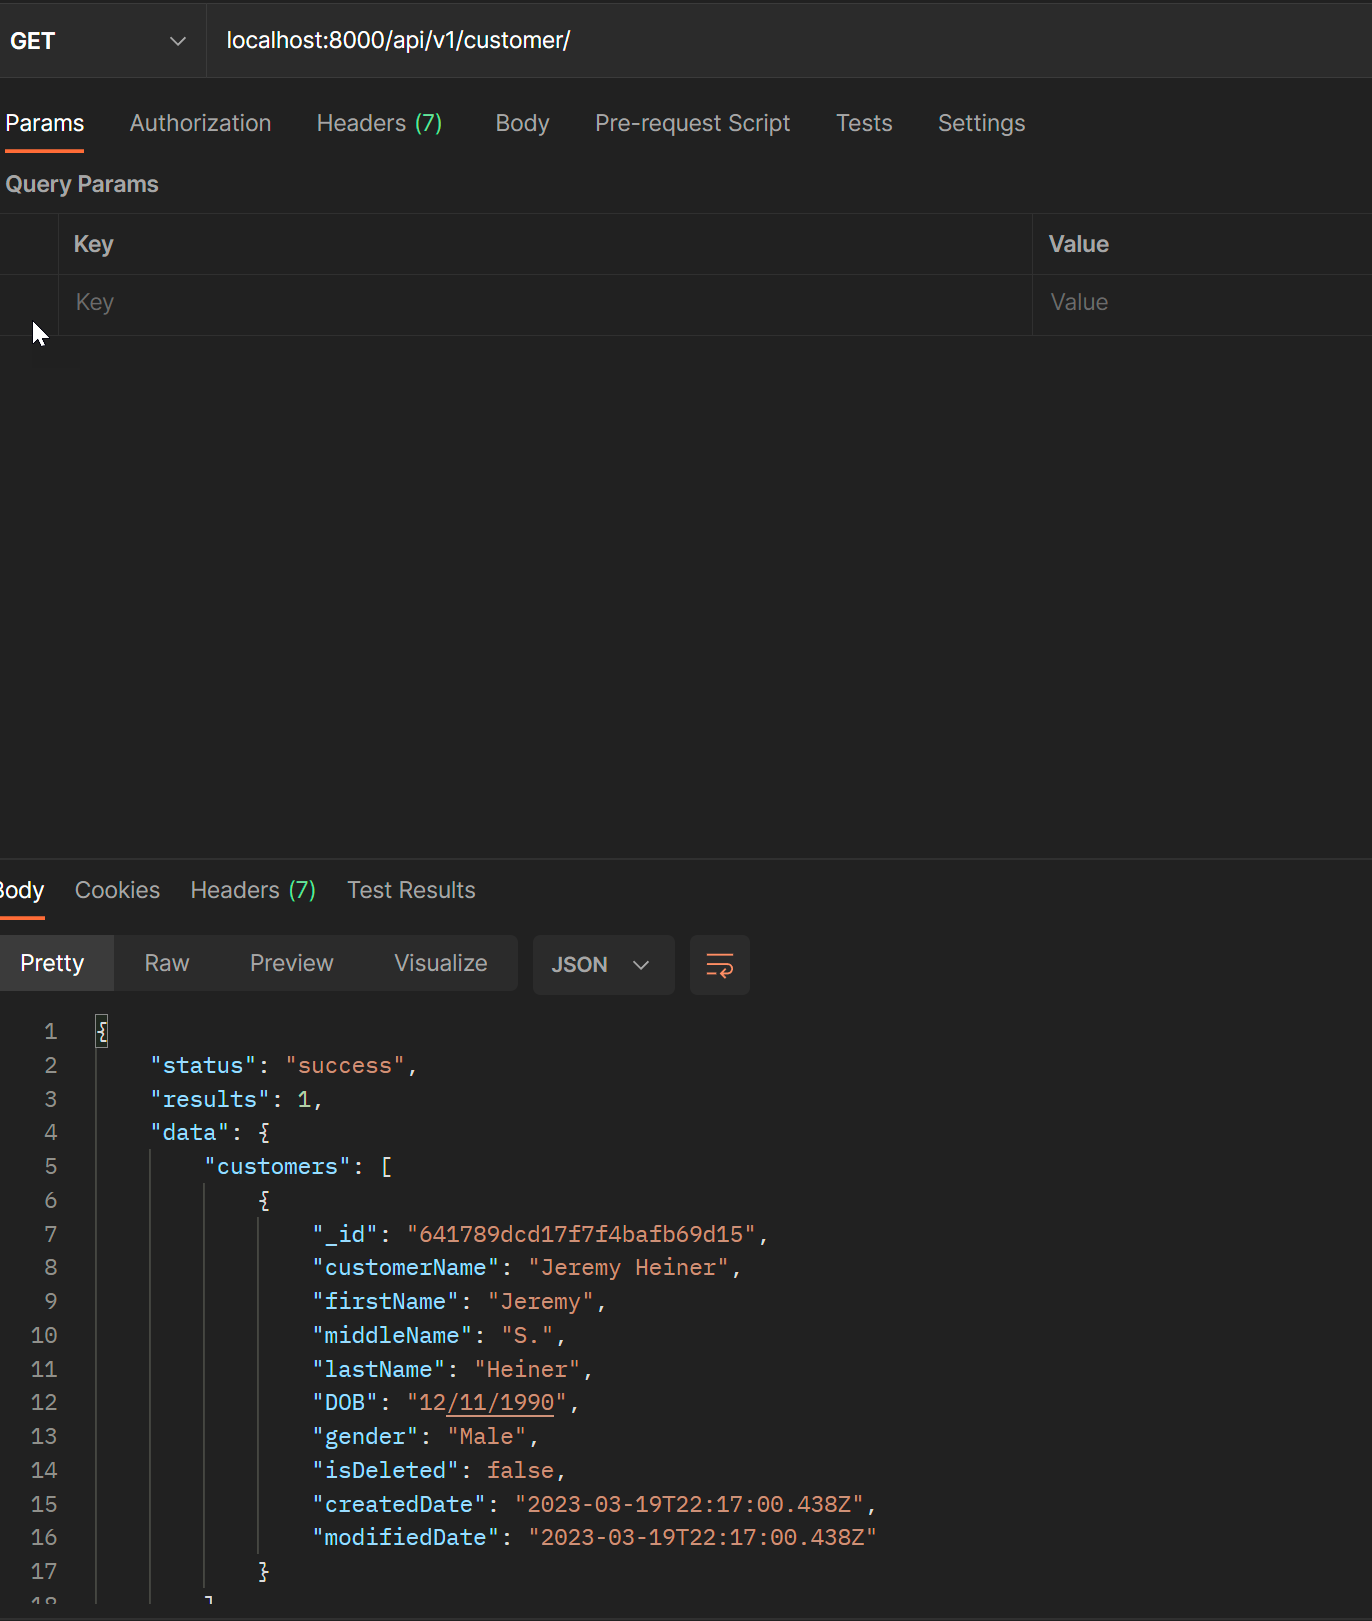 GET localhost:8000/api/v1/customer/
Params Authorization Headers (7) Body Pre-request Script Tests Settings
Query Params
Key Value
Key Value
Body Cookies Headers (7) Test Results
Pretty Raw Preview Visualize JSON
1 {
2 "status": "success",
3 "results": 1,
4 "data": {
5 "customers": [
6 {
7 "_id": "641789dcd17f7f4bafb69d15",
8 "customerName": "Jeremy Heiner",
9 "firstName": "Jeremy",
10 "middleName": "S.",
11 "lastName": "Heiner",
12 "DOB": "12/11/1990",
13 "gender": "Male",
14 "isDeleted": false,
15 "createdDate": "2023-03-19T22:17:00.438Z",
16 "modifiedDate": "2023-03-19T22:17:00.438Z"
17 }
18 ]